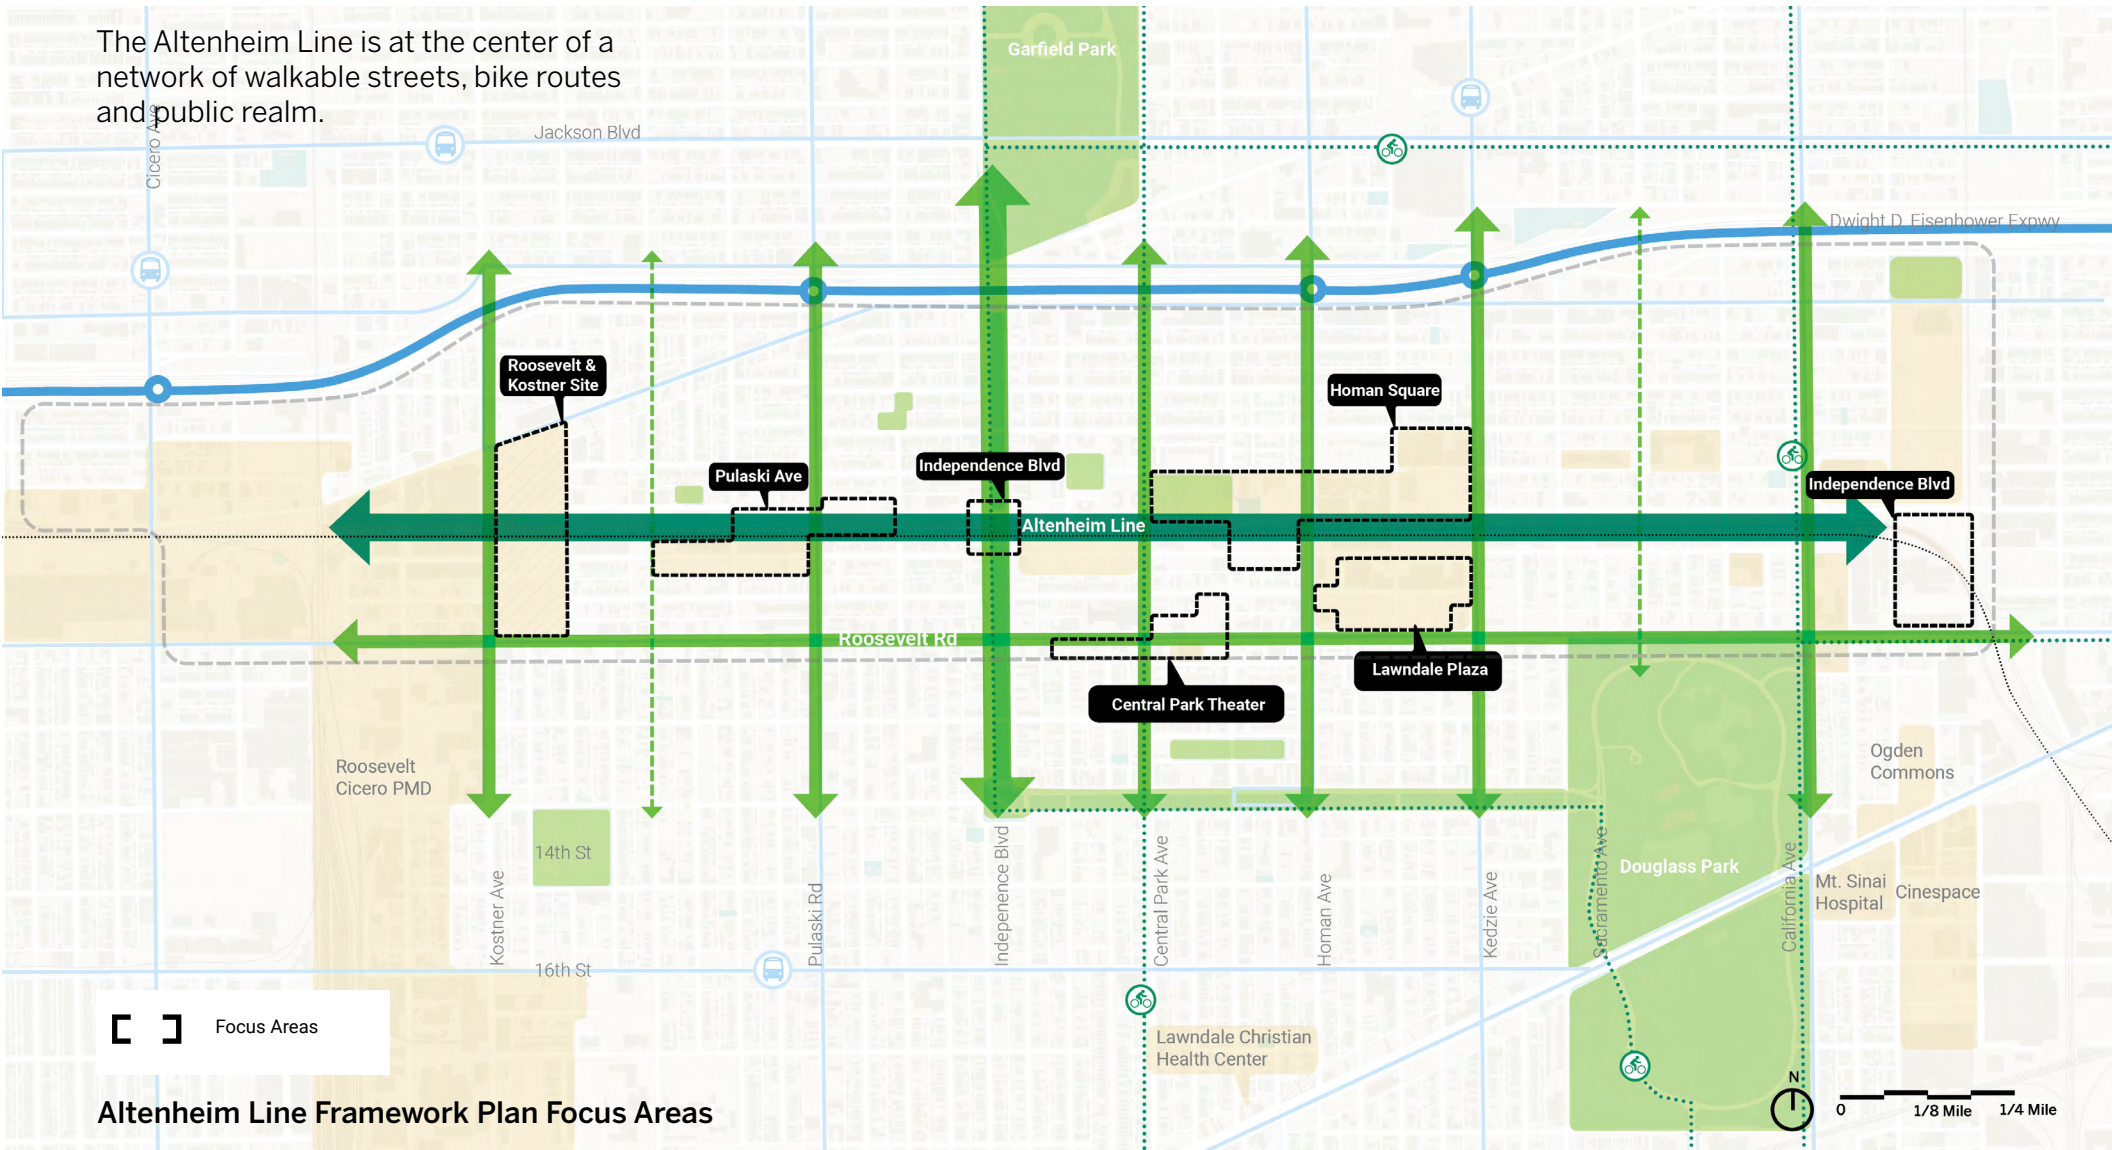 The Altenheim Line is at the center of a
network of walkable streets, bike routes
and public realm.
Garfield Park
Jackson Blvd
Cicero Ave
Dwight D. Eisenhower Expwy
Roosevelt &
Kostner Site
Homan Square
Pulaski Ave
Independence Blvd
Independence Blvd
Altenheim Line
Roosevelt Rd
Lawndale Plaza
Central Park Theater
Roosevelt
Cicero PMD
Ogden
Commons
14th St
Kostner Ave
Pulaski Rd
Indepenence Blvd
Central Park Ave
Homan Ave
Kedzie Ave
Sacramento Ave
Douglass Park
California Ave
Mt. Sinai
Hospital
Cinespace
16th St
Focus Areas
Lawndale Christian
Health Center
N
0 1/8 Mile 1/4 Mile
Altenheim Line Framework Plan Focus Areas